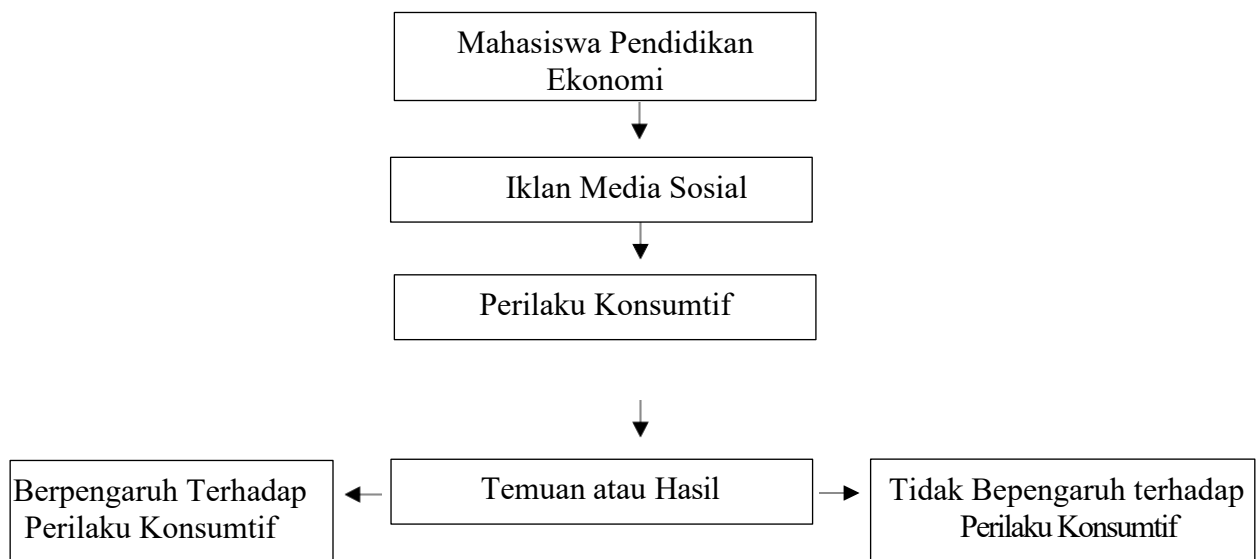 Mahasiswa Pendidikan
Ekonomi
Iklan Media Sosial
Perilaku Konsumtif
Berpengaruh Terhadap
Perilaku Konsumtif
Temuan atau Hasil
Tidak Bepengaruh terhadap
Perilaku Konsumtif